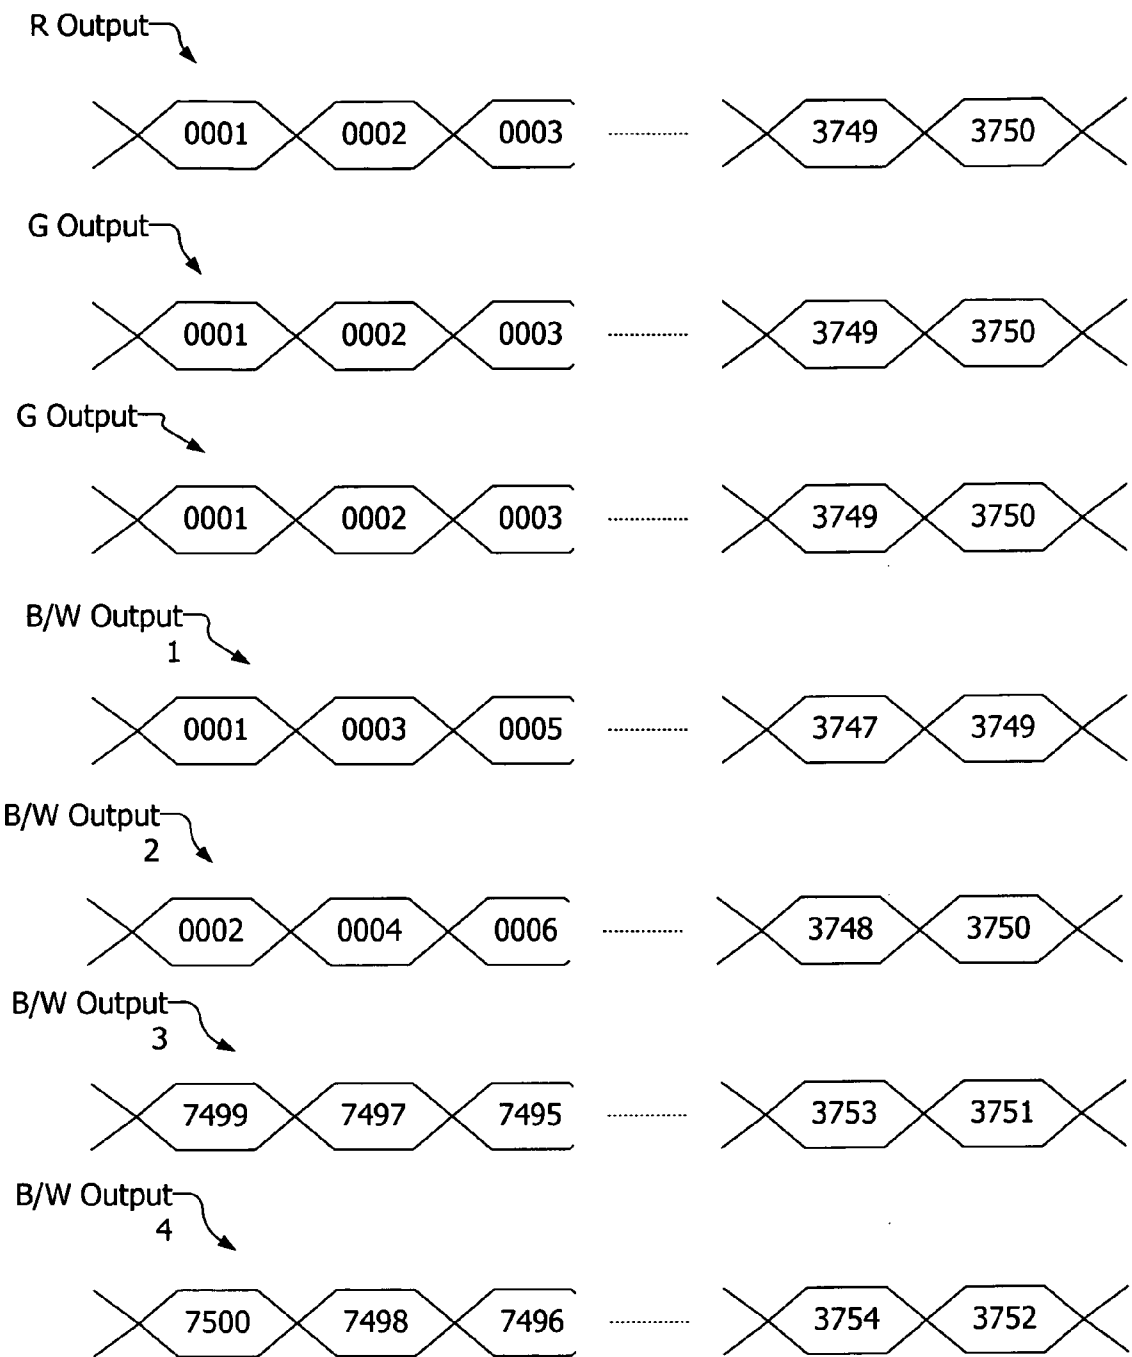 R Output
0001 0002 0003 3749 3750
G Output
0001 0002 0003 3749 3750
G Output
0001 0002 0003 3749 3750
B/W Output
1
0001 0003 0005 3747 3749
B/W Output
2
0002 0004 0006 3748 3750
B/W Output
3
7499 7497 7495 3753 3751
B/W Output
4
7500 7498 7496 3754 3752